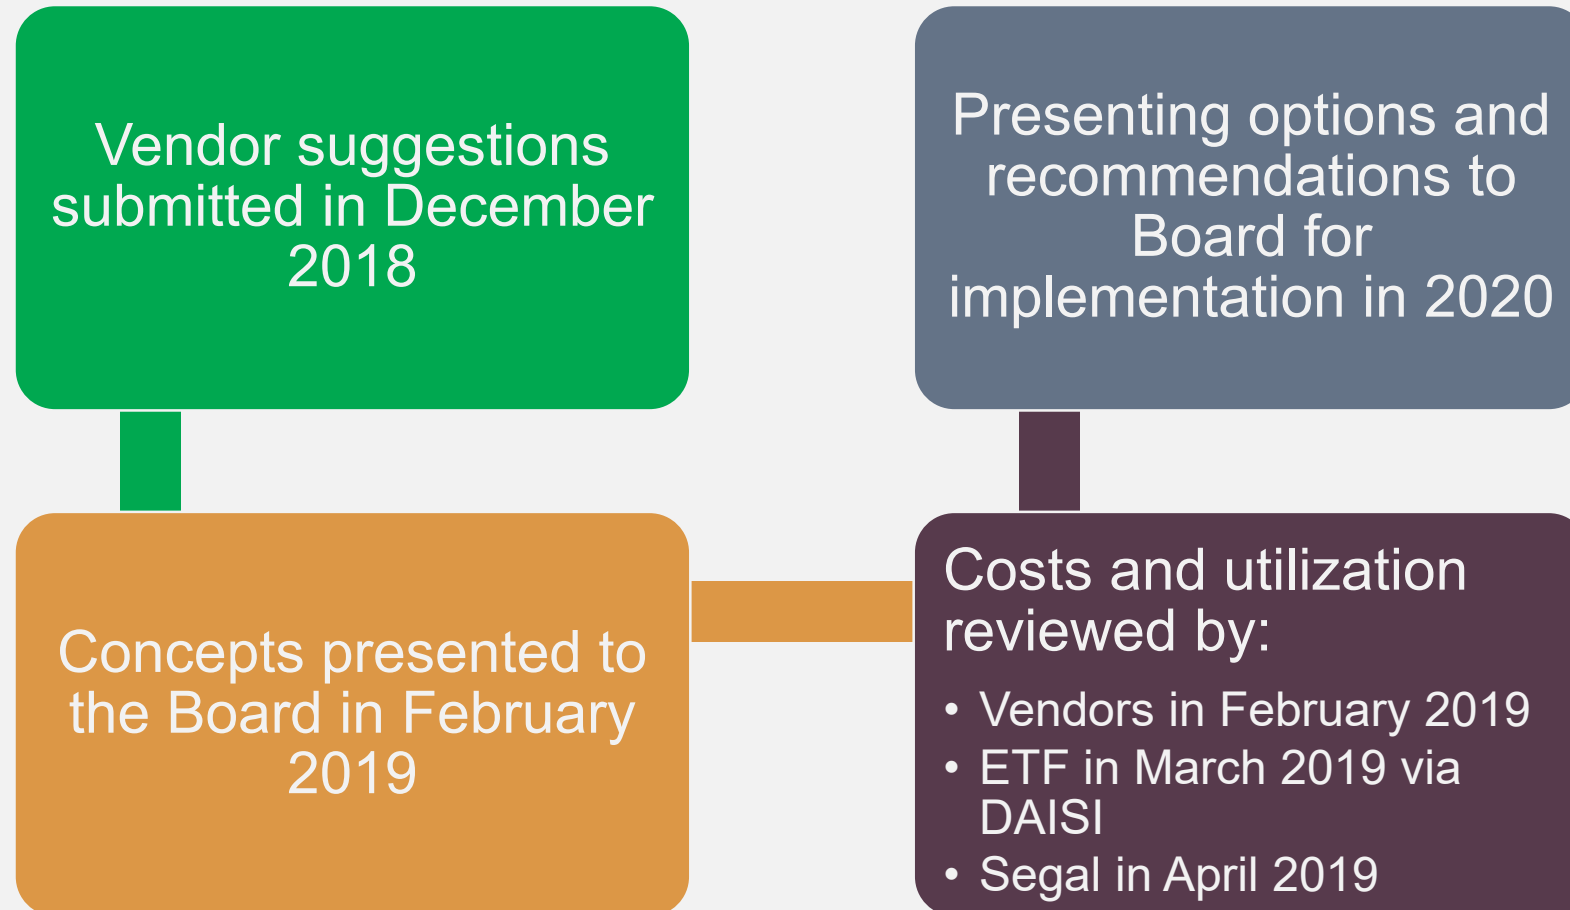 Vendor suggestions
submitted in December
2018
Concepts presented to
the Board in February
2019
Costs and utilization
reviewed by:
• Vendors in February 2019
• ETF in March 2019 via
DAISI
• Segal in April 2019
Presenting options and
recommendations to
Board for
implementation in 2020